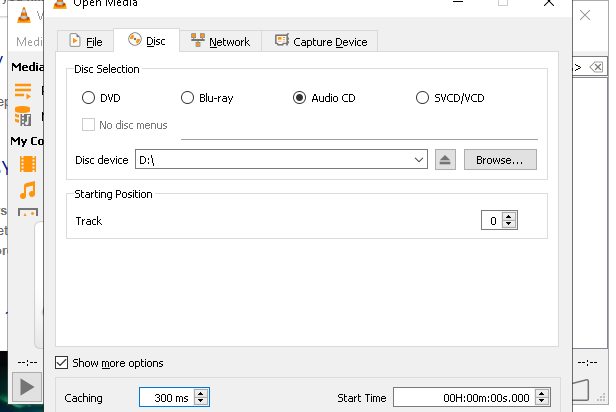 Open Media
Media
File
Disc
Network
Capture Device
Disc Selection
DVD
Blu-ray
Audio CD
SVCD/VCD
No disc menus
Disc device
D:\
Browse...
Starting Position
Track
0
My Co
--:--
--:--
Show more options
Caching
300 ms
Start Time
00H:00m:00s.000